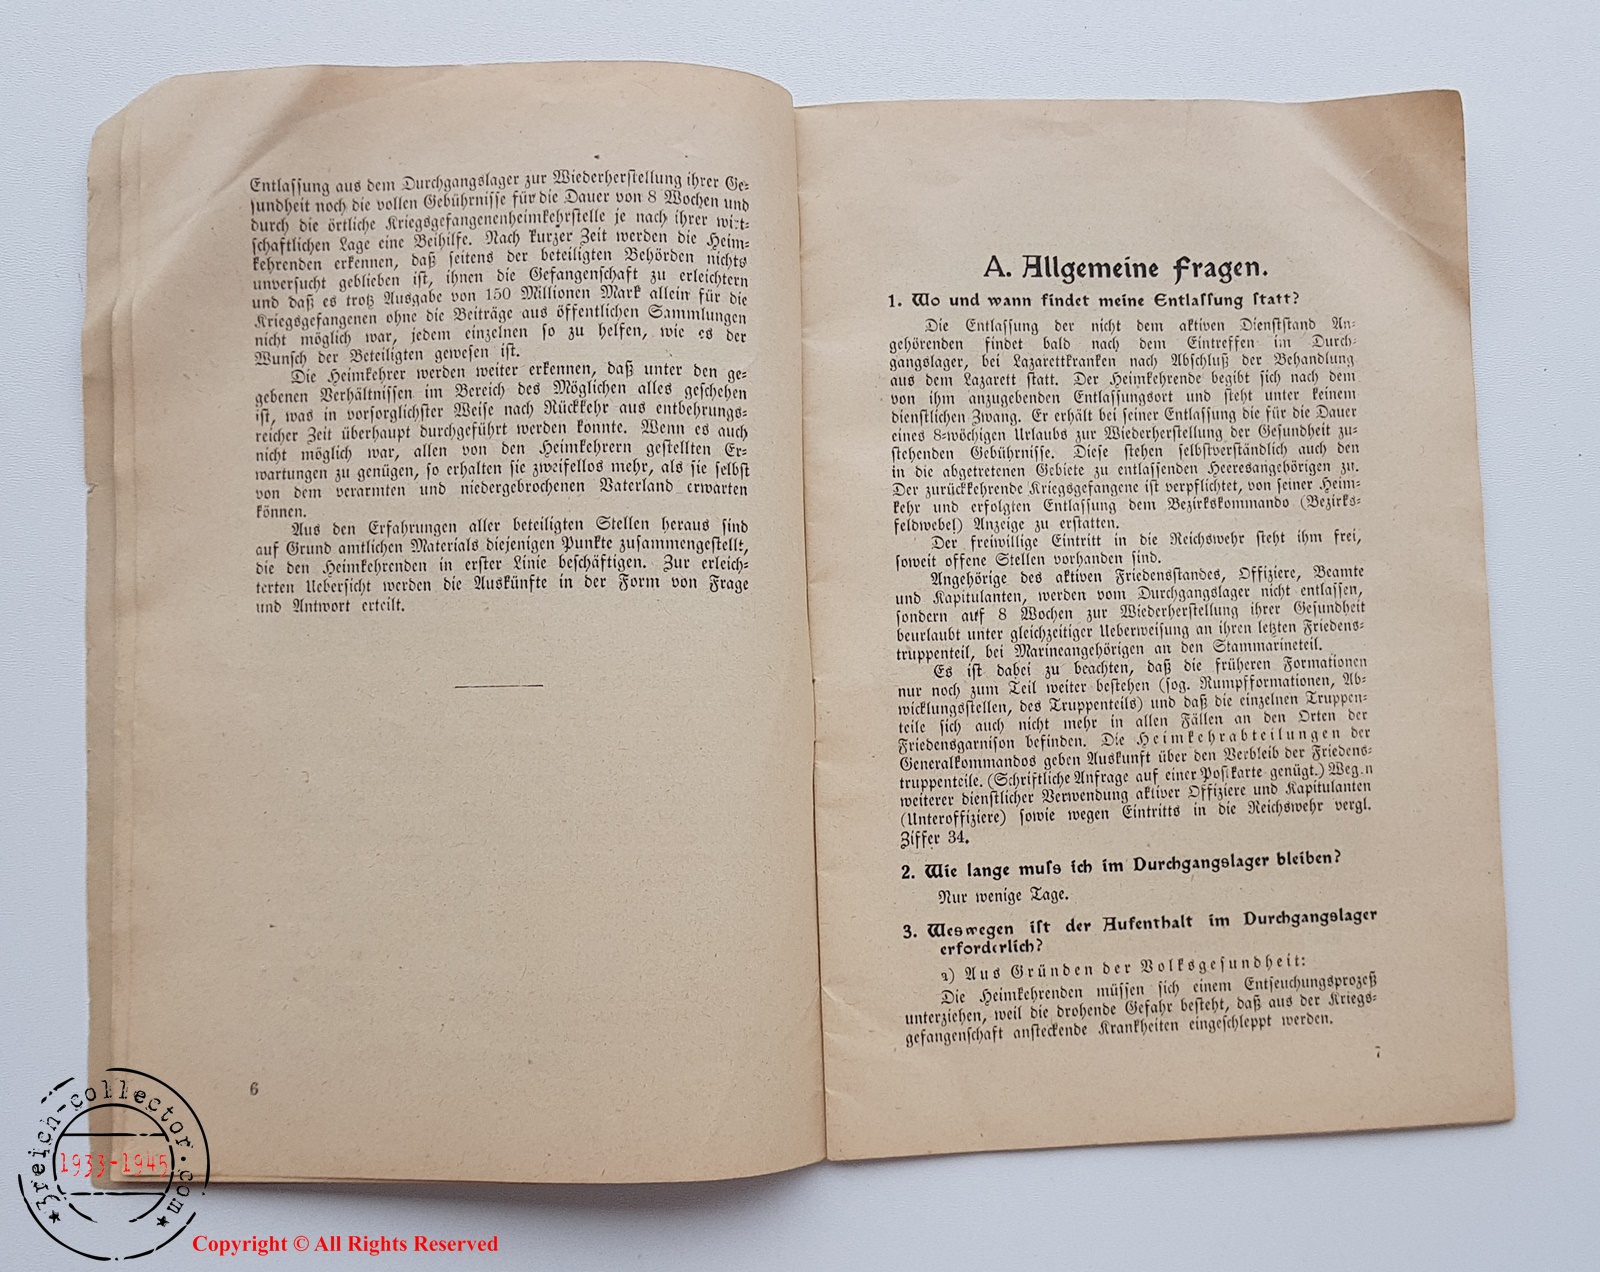 Entlassung aus dem Durchgangslager zur Wiederherstellung ihrer Ge-
sundheit noch die vollen Gebührnisse für die Dauer von 8 Wochen und
durch die örtliche Kriegsgefangenenheimkehrstelle je nach ihrer wirt-
schaftlichen Lage eine Beihilfe. Nach kurzer Zeit werden die Heim-
kehrenden erkennen, daß seitens der beteiligten Behörden nichts
unversucht geblieben ist, ihnen die Gefangenschaft zu erleichtern
und daß es trotz Ausgabe von 150 Millionen Mark allein für die
Kriegsgefangenen ohne die Beiträge aus öffentlichen Sammlungen
nicht möglich war, jedem einzelnen so zu helfen, wie es der
Wunsch der Beteiligten gewesen ist.
Die Heimkehrer werden weiter erkennen, daß unter den ge-
gebenen Verhältnissen im Bereich des Möglichen alles geschehen
ist, was in vorsorglichster Weise nach Rückkehr aus entbehrungs-
reicher Zeit überhaupt durchgeführt werden konnte. Wenn es auch
nicht möglich war, allen von den Heimkehrern gestellten Er-
wartungen zu genügen, so erhalten sie zweifellos mehr, als sie selbst
von dem verarmten und niedergebrochenen Vaterland erwarten
können.
Aus den Erfahrungen aller beteiligten Stellen heraus sind
auf Grund amtlichen Materials diejenigen Punkte zusammengestellt,
die den Heimkehrenden in erster Linie beschäftigen. Zur erleich-
terten Uebersicht werden die Auskünfte in der Form von Frage
und Antwort erteilt.
6
A. Allgemeine Fragen.
1. Wo und wann findet meine Entlassung statt?
Die Entlassung der nicht dem aktiven Dienststand An-
gehörenden findet bald nach dem Eintreffen im Durch-
gangslager, bei Lazarettkranken nach Abschluß der Behandlung
aus dem Lazarett statt. Der Heimkehrende begibt sich nach dem
von ihm anzugebenden Entlassungsort und steht unter keinem
dienstlichen Zwang. Er erhält bei seiner Entlassung die für die Dauer
eines 8-wöchigen Urlaubs zur Wiederherstellung der Gesundheit zu-
stehenden Gebührnisse. Diese stehen selbstverständlich auch den
in die abgetretenen Gebiete zu entlassenden Heeresangehörigen zu.
Der zurückkehrende Kriegsgefangene ist verpflichtet, von seiner Heim-
kehr und erfolgten Entlassung dem Bezirkskommando (Bezirks-
feldwebel) Anzeige zu erstatten.
Der freiwillige Eintritt in die Reichswehr steht ihm frei,
soweit offene Stellen vorhanden sind.
Angehörige des aktiven Friedensstandes, Offiziere, Beamte
und Kapitulanten, werden vom Durchgangslager nicht entlassen,
sondern auf 8 Wochen zur Wiederherstellung ihrer Gesundheit
beurlaubt unter gleichzeitiger Ueberweisung an ihren letzten Friedens-
truppenteil, bei Marineangehörigen an den Stammarineteil.
Es ist dabei zu beachten, daß die früheren Formationen
nur noch zum Teil weiter bestehen (sog. Rumpfformationen, Ab-
wicklungsstellen, des Truppenteils) und daß die einzelnen Truppen-
teile sich auch nicht mehr in allen Fällen an den Orten der
Friedensgarnison befinden. Die Heimkehrabteilungen der
Generalkommandos geben Auskunft über den Verbleib der Friedens-
truppenteile. (Schriftliche Anfrage auf einer Postkarte genügt.) Wegen
weiterer dienstlicher Verwendung aktiver Offiziere und Kapitulanten
(Unteroffiziere) sowie wegen Eintritts in die Reichswehr vergl.
Ziffer 34.
2. Wie lange muss ich im Durchgangslager bleiben?
Nur wenige Tage.
3. Weswegen ist der Aufenthalt im Durchgangslager
erforderlich?
a) Aus Gründen der Volksgesundheit:
Die Heimkehrenden müssen sich einem Entseuchungsprozeß
unterziehen, weil die drohende Gefahr besteht, daß aus der Kriegs-
gefangenschaft ansteckende Krankheiten eingeschleppt werden.
7
3reich-collector.com
1933-1945
Copyright © All Rights Reserved